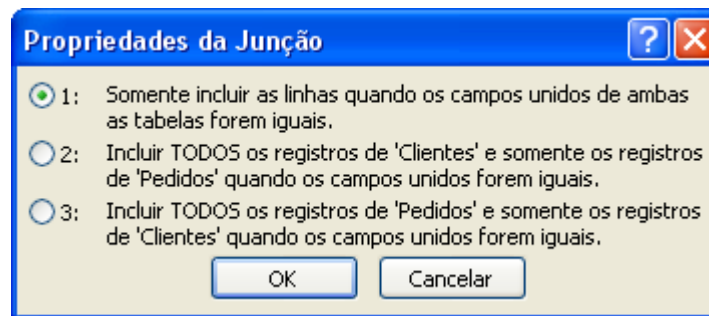 Propriedades da Junção
1: Somente incluir as linhas quando os campos unidos de ambas
as tabelas forem iguais.
2: Incluir TODOS os registros de 'Clientes' e somente os registros
de 'Pedidos' quando os campos unidos forem iguais.
3: Incluir TODOS os registros de 'Pedidos' e somente os registros
de 'Clientes' quando os campos unidos forem iguais.
OK Cancelar